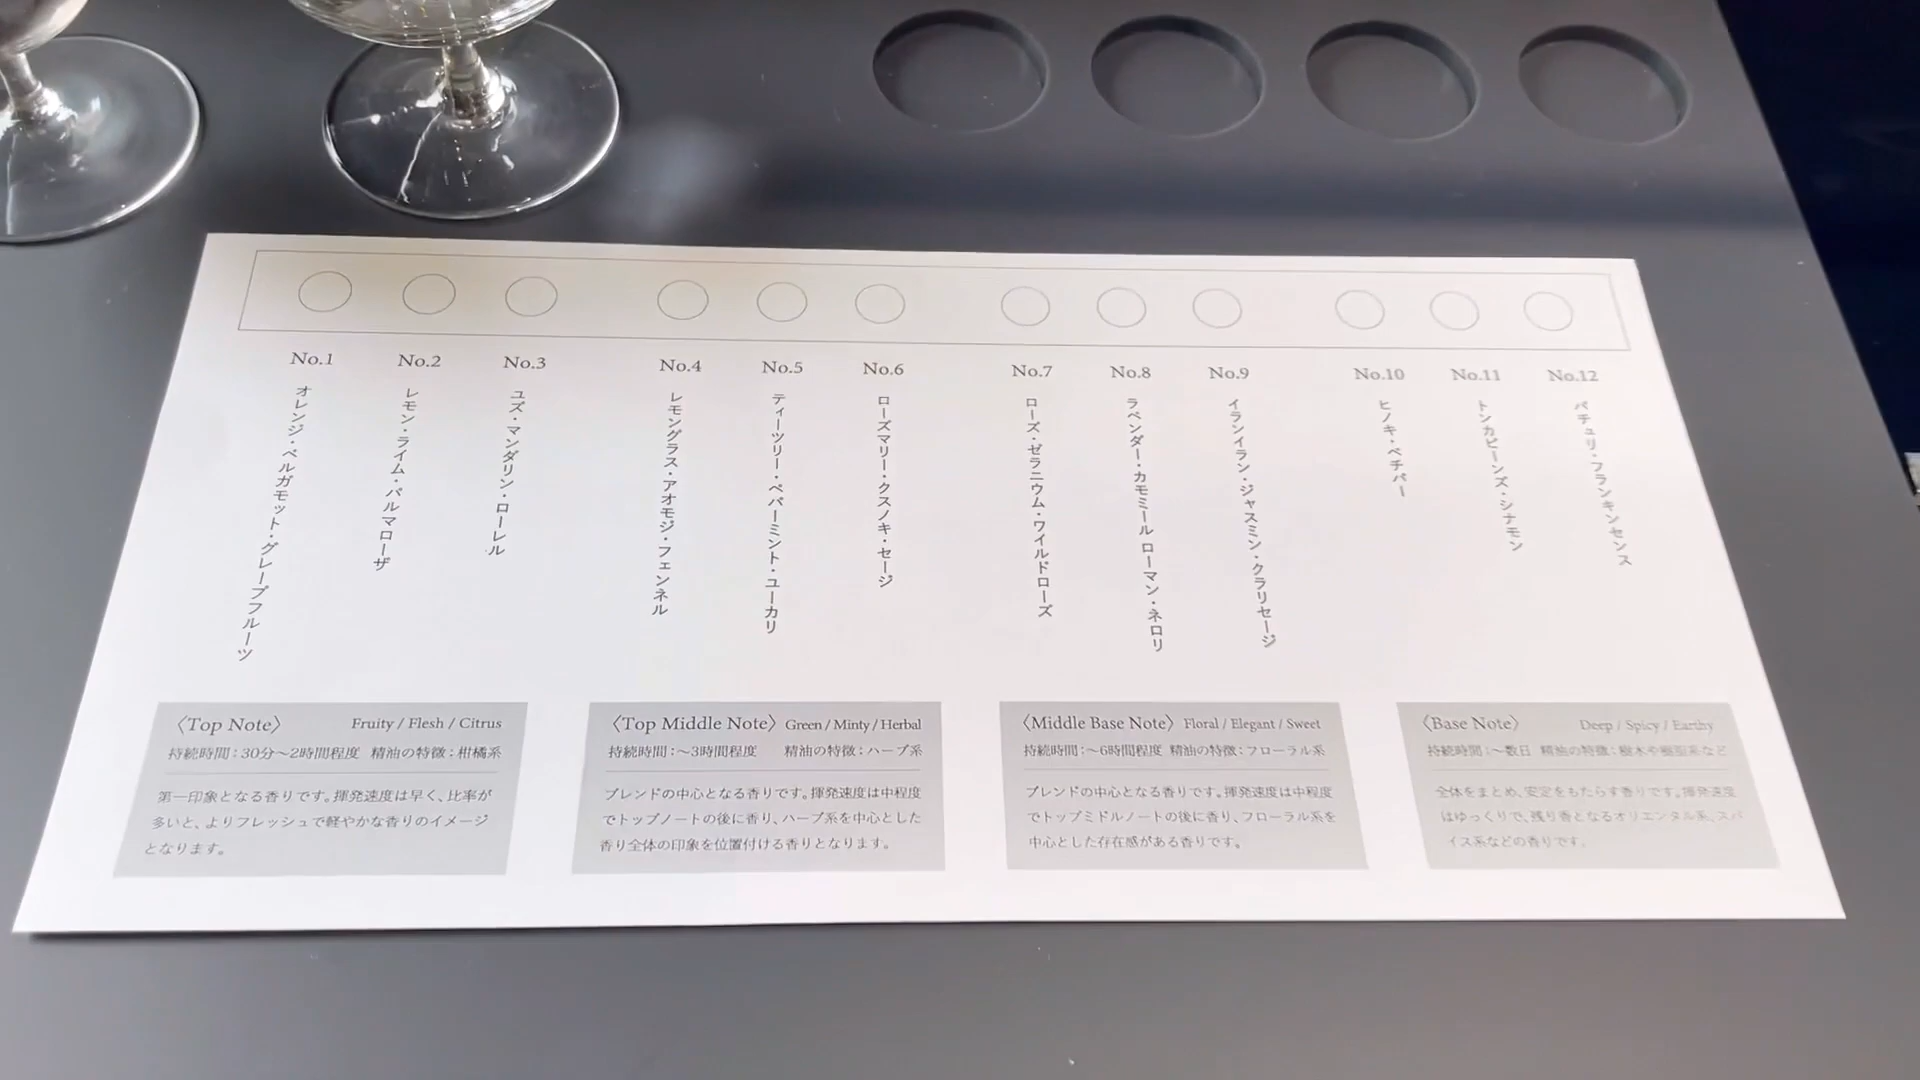 No.1
No.2
No.3
No.4
No.5
No.6
No.7
No.8
No.9
No.10
No.11
No.12
オレンジ・ベルガモット・グレープフルーツ
レモン・ライム・パルマローザ
ユズ・マンダリン・ローレル
レモングラス・アオモジ・フェンネル
ティーツリー・ペパーミント・ユーカリ
ローズマリー・クスノキ・セージ
ローズ・ゼラニウム・ワイルドローズ
ラベンダー・カモミール ローマン・ネロリ
イランイラン・ジャスミン・クラリセージ
ヒノキ・ベチバー
トンカビーンズ・シナモン
パチュリ・フランキンセンス
〈Top Note〉 Fruity / Flesh / Citrus
持続時間：30分〜2時間程度 精油の特徴：柑橘系
第一印象となる香りです。揮発速度は早く、比率が
多いと、よりフレッシュで軽やかな香りのイメージ
となります。
〈Top Middle Note〉 Green / Minty / Herbal
持続時間：〜3時間程度 精油の特徴：ハーブ系
ブレンドの中心となる香りです。揮発速度は中程度
でトップノートの後に香り、ハーブ系を中心とした
香り全体の印象を位置付ける香りとなります。
〈Middle Base Note〉 Floral / Elegant / Sweet
持続時間：〜6時間程度 精油の特徴：フローラル系
ブレンドの中心となる香りです。揮発速度は中程度
でトップミドルノートの後に香り、フローラル系を
中心とした存在感がある香りです。
〈Base Note〉 Deep / Spicy / Earthy
持続時間：〜数日 精油の特徴：樹木や樹脂系など
全体をまとめ、安定をもたらす香りです。揮発速度
はゆっくりで、残り香となるオリエンタル系、スパ
イス系などの香りです。